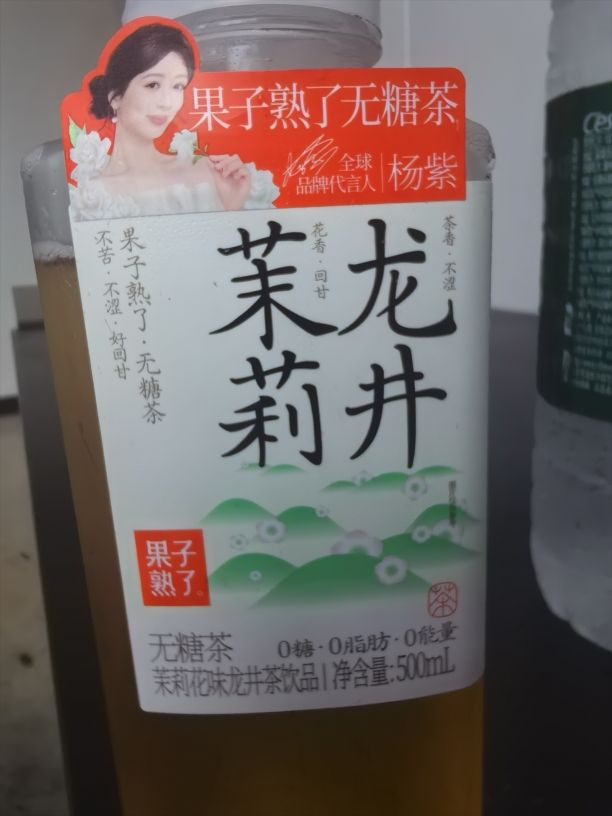 果子熟了无糖茶
全球
品牌代言人
杨紫
茶香·不涩
龙井
花香·回甘
茉莉
果子熟了·无糖茶
不苦·不涩·好回甘
果子
熟了。
茶
无糖茶
0糖·0脂肪·0能量
茉莉花味龙井茶饮品 | 净含量:500mL